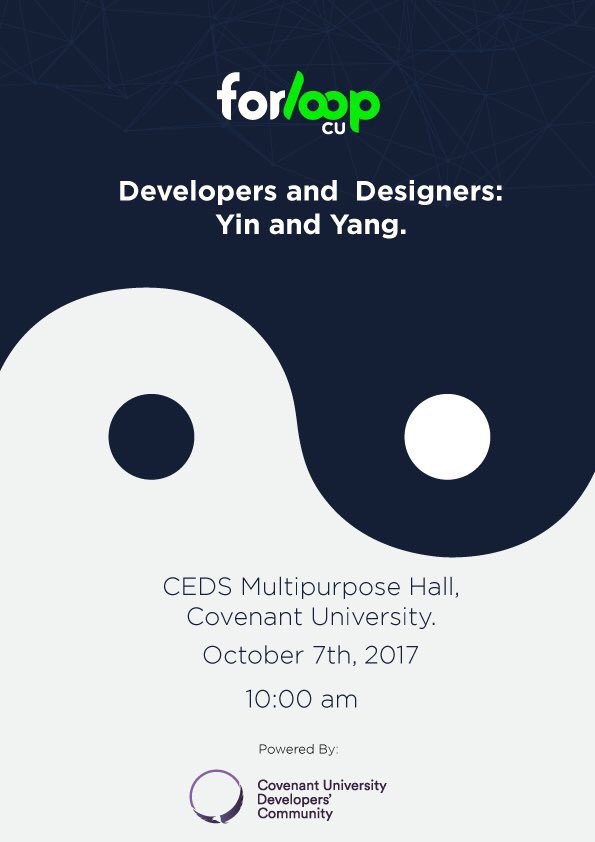 forloop
CU
Developers and Designers:
Yin and Yang.
CEDS Multipurpose Hall,
Covenant University.
October 7th, 2017
10:00 am
Powered By:
Covenant University
Developers'
Community